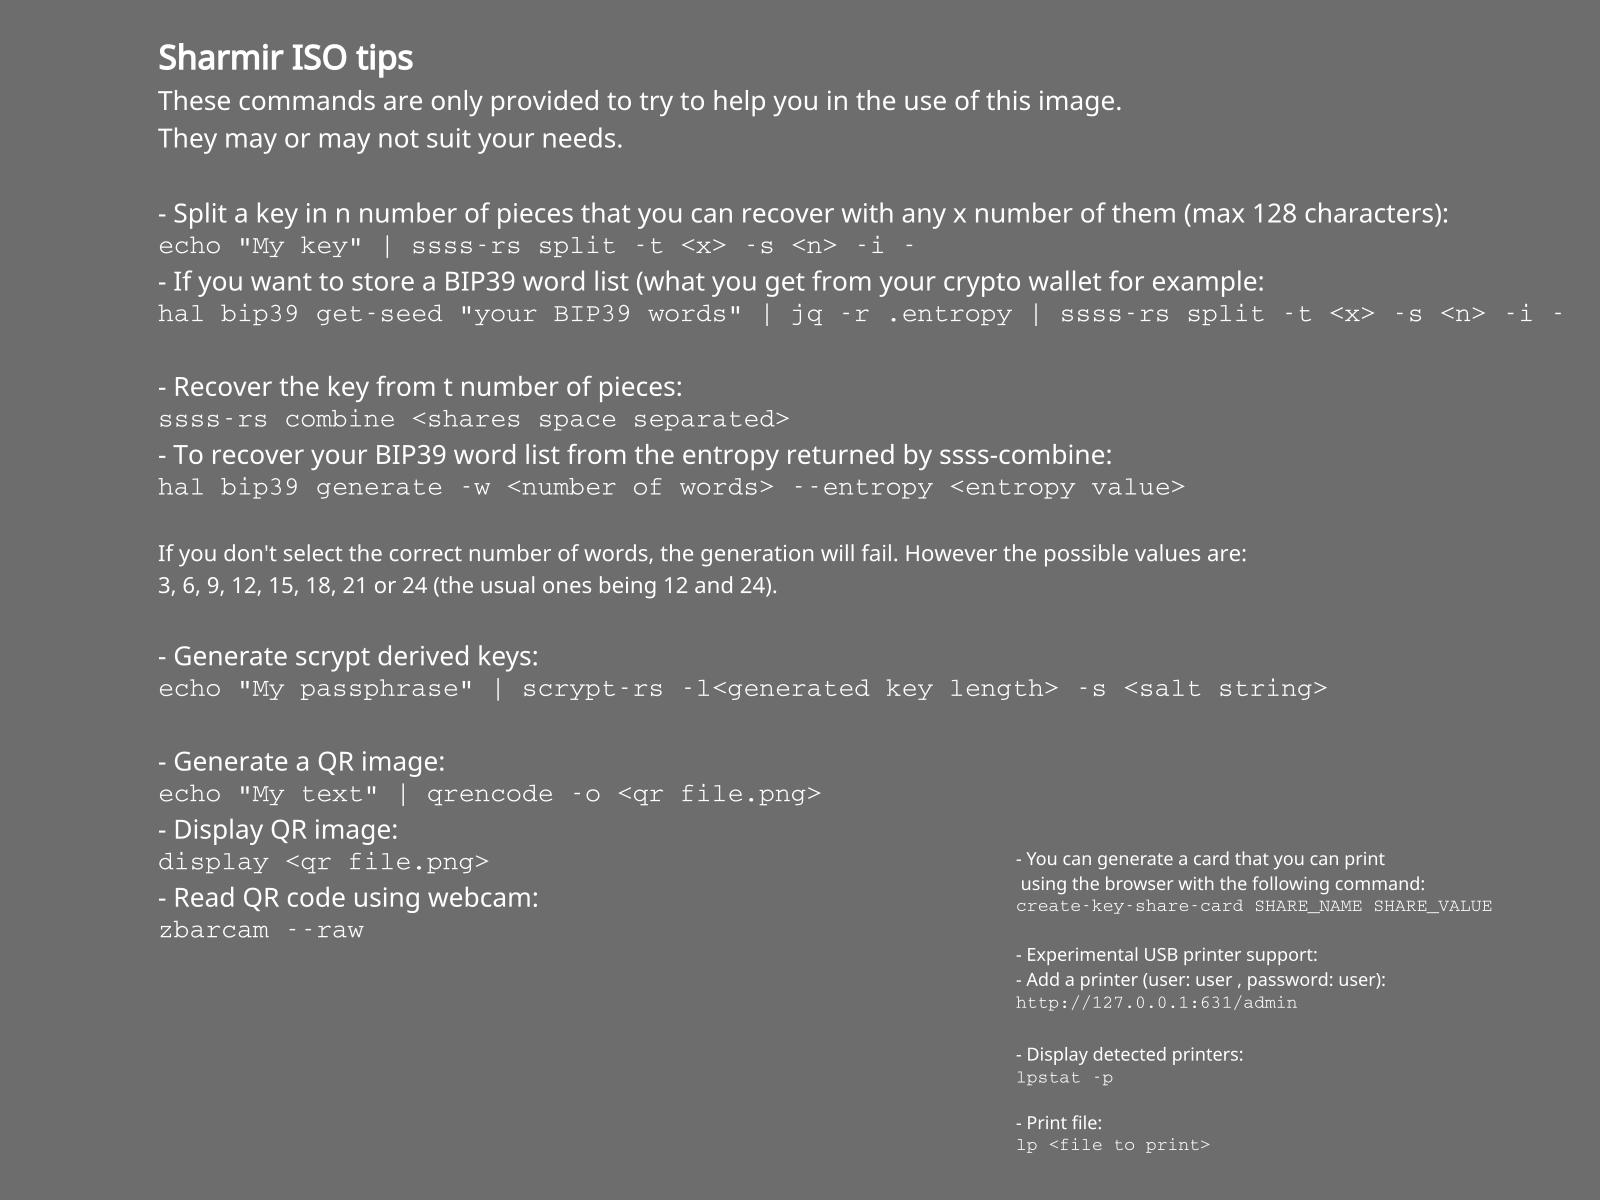 Sharmir ISO tips
These commands are only provided to try to help you in the use of this image.
They may or may not suit your needs.
- Split a key in n number of pieces that you can recover with any x number of them (max 128 characters):
echo "My key" | ssss-rs split -t <x> -s <n> -i -
- If you want to store a BIP39 word list (what you get from your crypto wallet for example:
hal bip39 get-seed "your BIP39 words" | jq -r .entropy | ssss-rs split -t <x> -s <n> -i -
- Recover the key from t number of pieces:
ssss-rs combine <shares space separated>
- To recover your BIP39 word list from the entropy returned by ssss-combine:
hal bip39 generate -w <number of words> --entropy <entropy value>
If you don't select the correct number of words, the generation will fail. However the possible values are:
3, 6, 9, 12, 15, 18, 21 or 24 (the usual ones being 12 and 24).
- Generate scrypt derived keys:
echo "My passphrase" | scrypt-rs -l<generated key length> -s <salt string>
- Generate a QR image:
echo "My text" | qrencode -o <qr file.png>
- Display QR image:
display <qr file.png>
- Read QR code using webcam:
zbarcam --raw
- You can generate a card that you can print
using the browser with the following command:
create-key-share-card SHARE_NAME SHARE_VALUE
- Experimental USB printer support:
- Add a printer (user: user , password: user):
http://127.0.0.1:631/admin
- Display detected printers:
lpstat -p
- Print file:
lp <file to print>